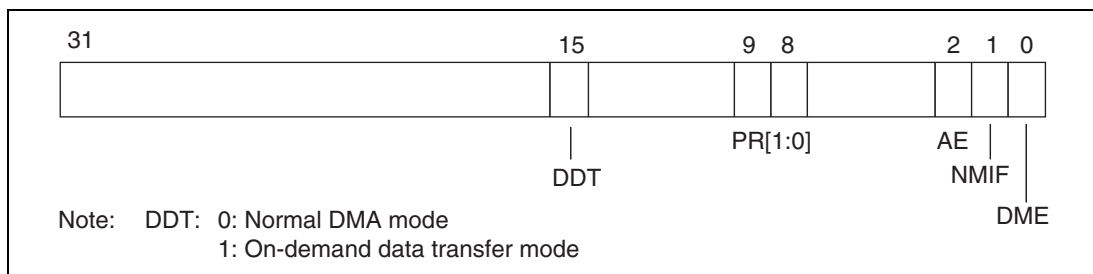 31 15 9 8 2 1 0
PR[1:0] AE
DDT NMIF
DME
Note: DDT: 0: Normal DMA mode
1: On-demand data transfer mode